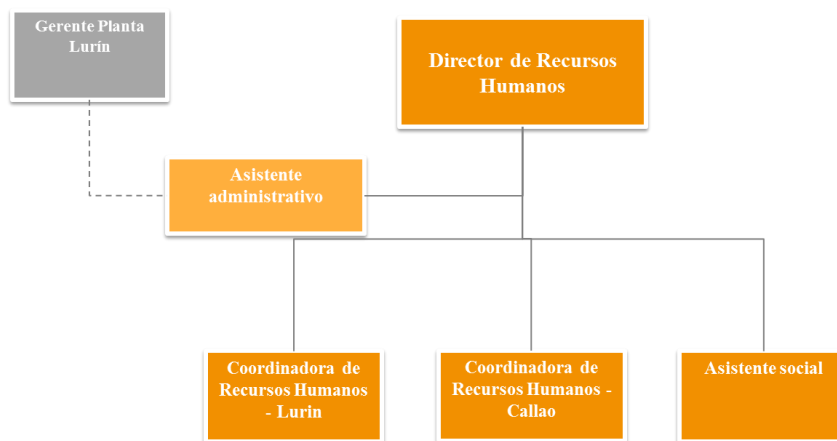 Gerente Planta
Lurín
Director de Recursos
Humanos
Asistente
administrativo
Coordinadora de
Recursos Humanos
- Lurin
Coordinadora de
Recursos Humanos -
Callao
Asistente social